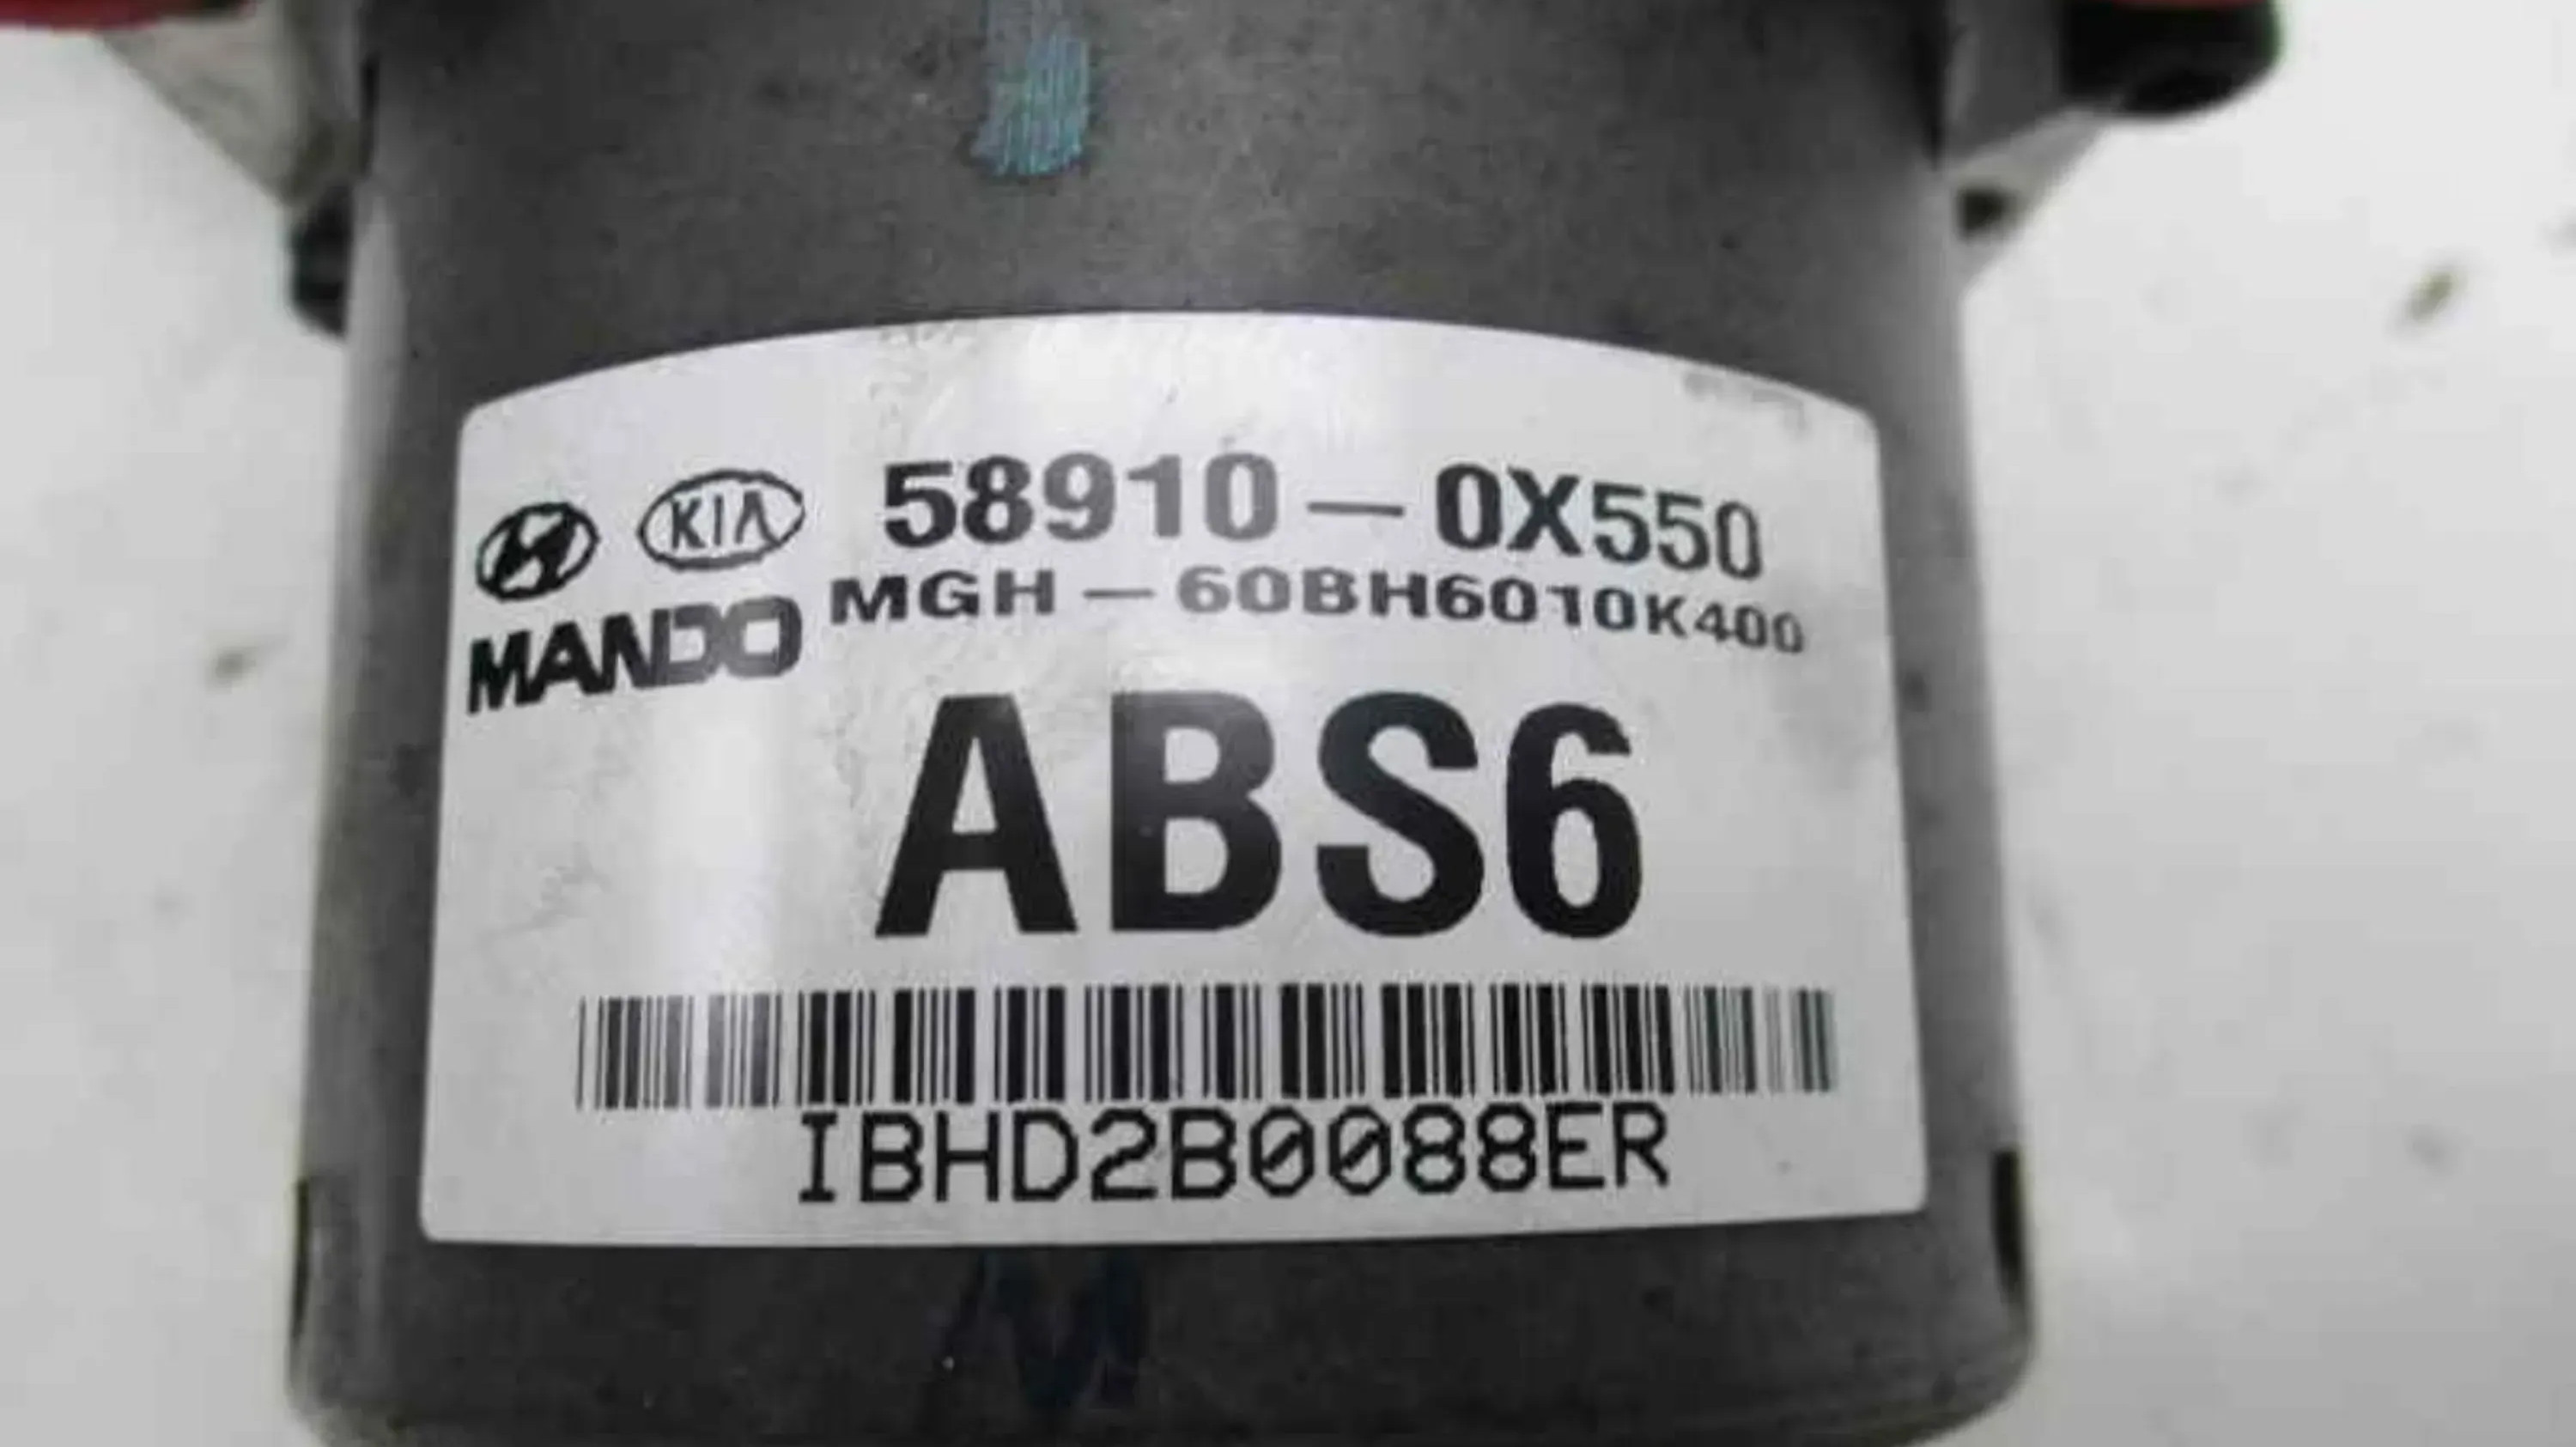 KIA 58910-0X550
MANDO MGH-60BH6010K400
ABS6
IBHD2B0088ER